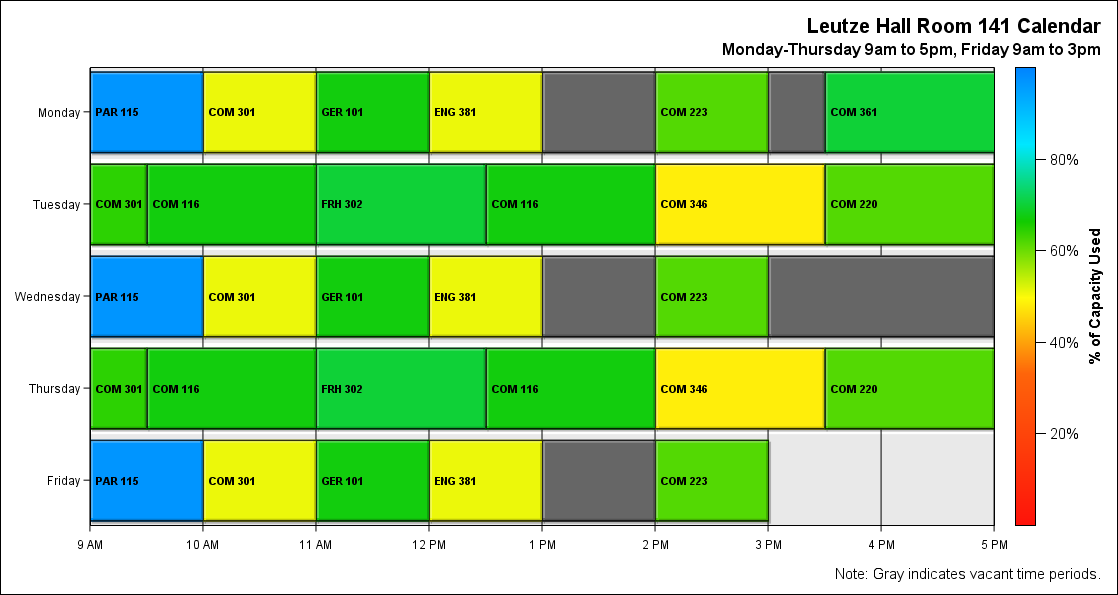 Leutze Hall Room 141 Calendar
Monday-Thursday 9am to 5pm, Friday 9am to 3pm
Monday
PAR 115
COM 301
GER 101
ENG 381
COM 223
COM 361
Tuesday
COM 301
COM 116
FRH 302
COM 116
COM 346
COM 220
Wednesday
PAR 115
COM 301
GER 101
ENG 381
COM 223
Thursday
COM 301
COM 116
FRH 302
COM 116
COM 346
COM 220
Friday
PAR 115
COM 301
GER 101
ENG 381
COM 223
9 AM
10 AM
11 AM
12 PM
1 PM
2 PM
3 PM
4 PM
5 PM
80%
60%
40%
20%
% of Capacity Used
Note: Gray indicates vacant time periods.